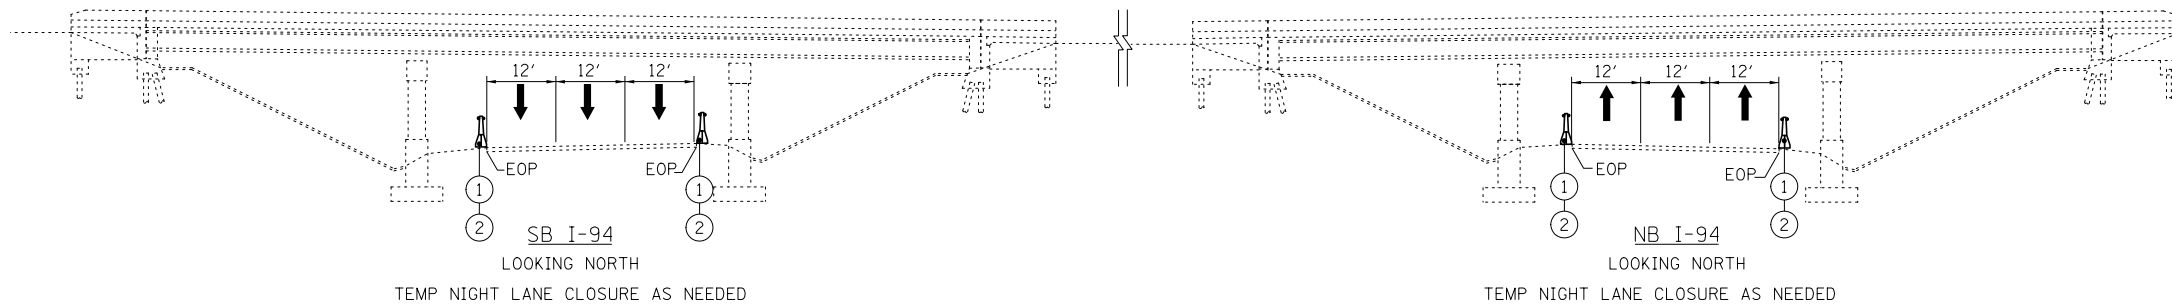 12' 12' 12'
EOP EOP
1 1
2 2
SB I-94
LOOKING NORTH
TEMP NIGHT LANE CLOSURE AS NEEDED
12' 12' 12'
EOP EOP
1 1
2 2
NB I-94
LOOKING NORTH
TEMP NIGHT LANE CLOSURE AS NEEDED